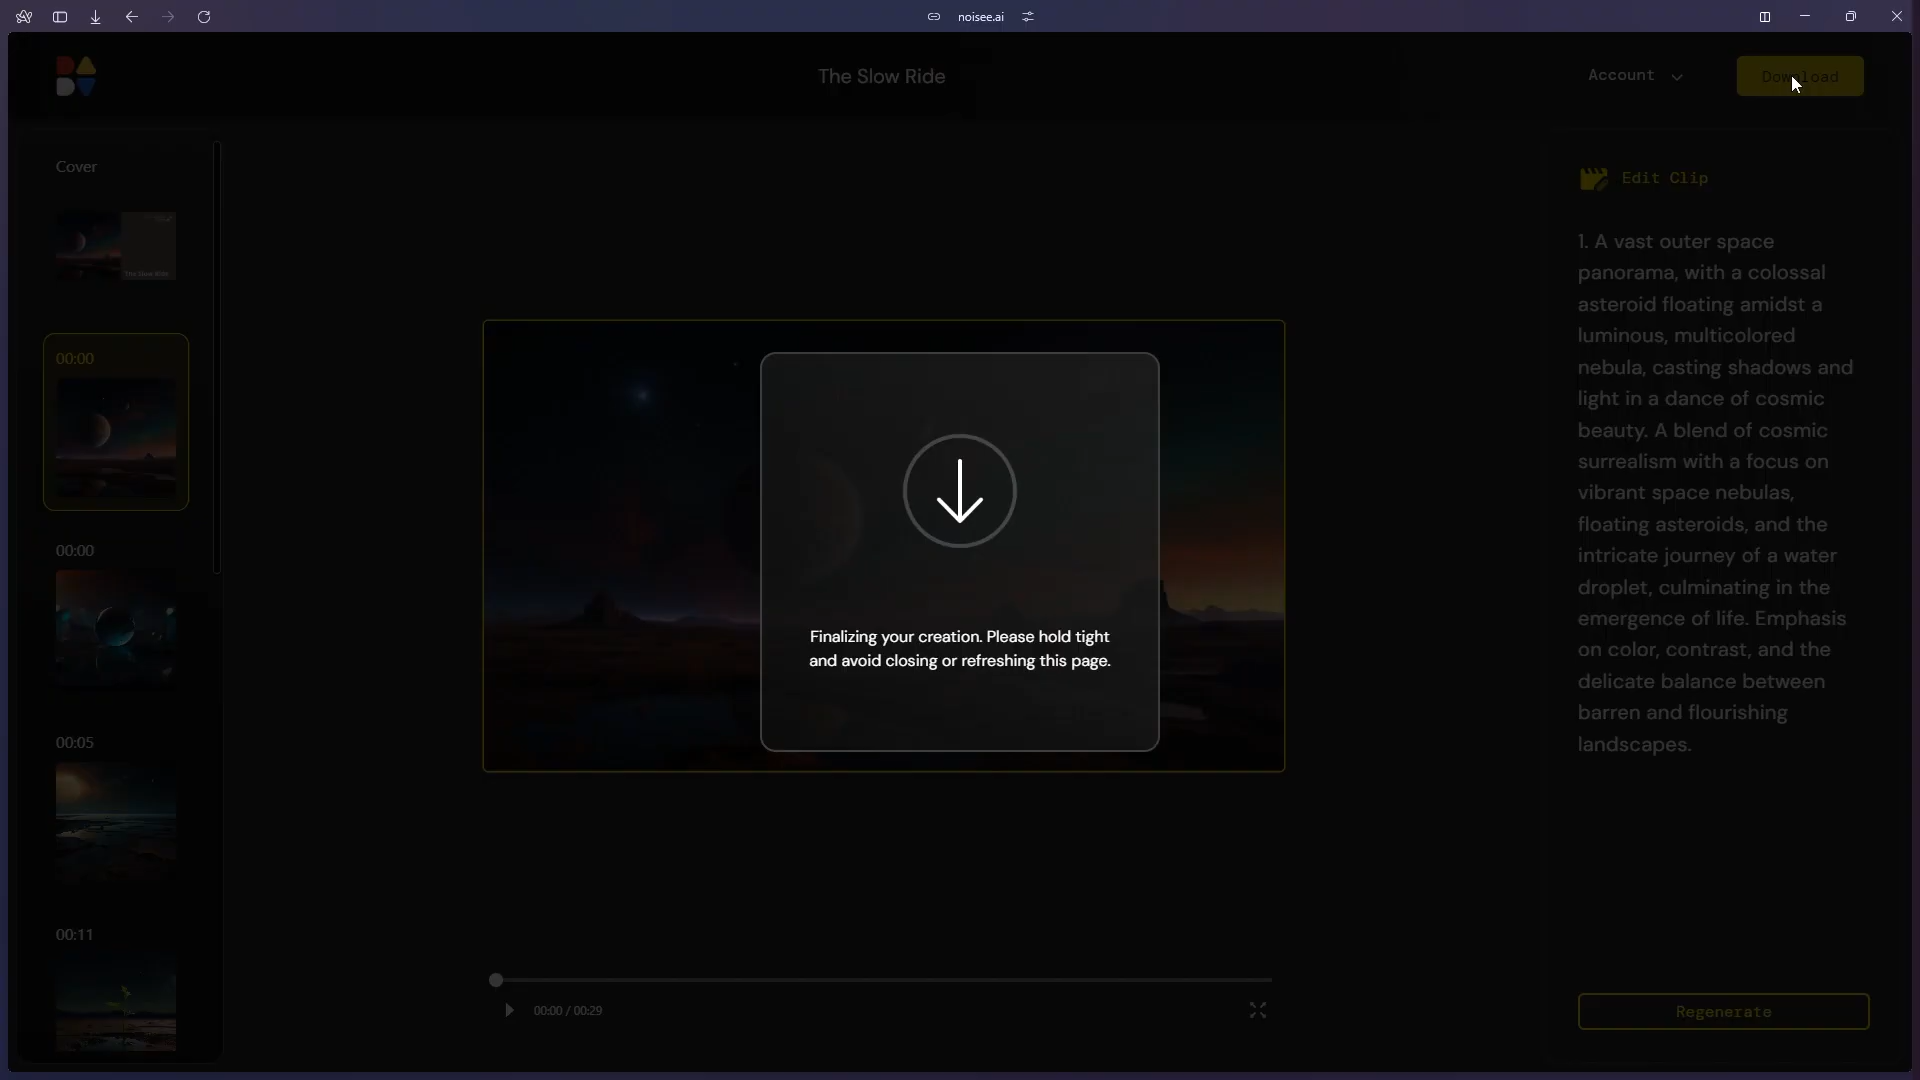 noisee.ai
The Slow Ride
Account
Download
Cover
The Slow Ride
00:00
00:00
00:05
00:11
Finalizing your creation. Please hold tight
and avoid closing or refreshing this page.
00:00 / 00:29
Edit Clip
1. A vast outer space
panorama, with a colossal
asteroid floating amidst a
luminous, multicolored
nebula, casting shadows and
light in a dance of cosmic
beauty. A blend of cosmic
surrealism with a focus on
vibrant space nebulas,
floating asteroids, and the
intricate journey of a water
droplet, culminating in the
emergence of life. Emphasis
on color, contrast, and the
delicate balance between
barren and flourishing
landscapes.
Regenerate